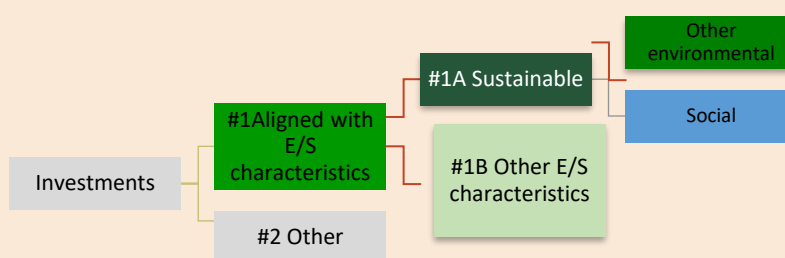 Other
environmental
#1A Sustainable
#1Aligned with
E/S
characteristics
Social
#1B Other E/S
characteristics
Investments
#2 Other